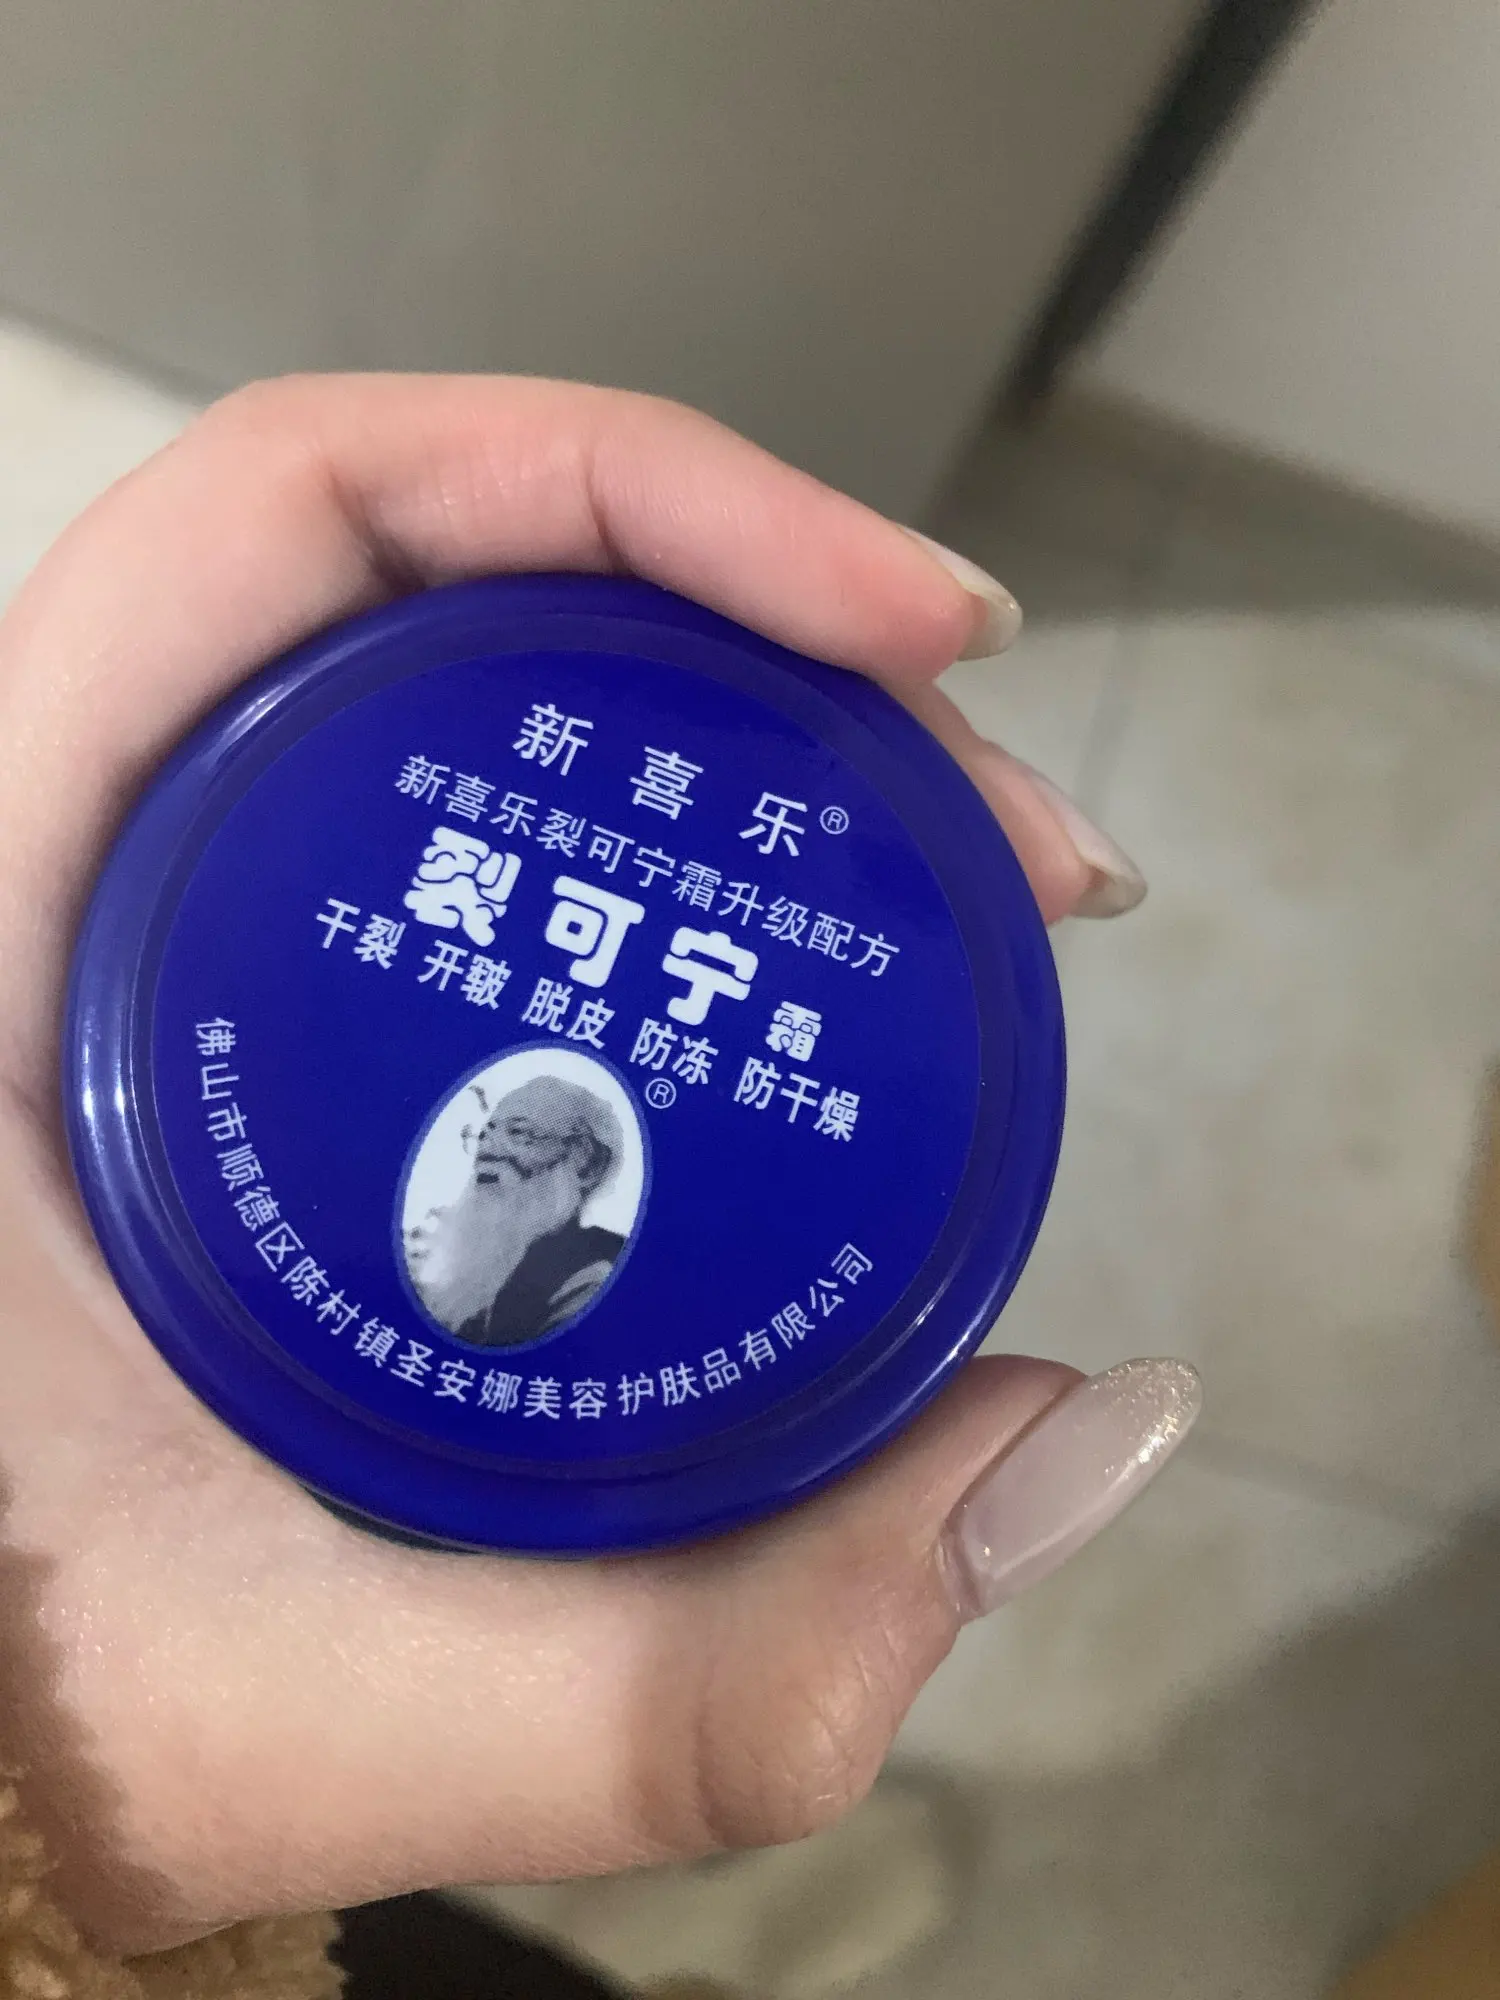 新喜乐®
新喜乐裂可宁霜升级配方
裂可宁霜
干裂 开皲 脱皮 防冻 防干燥
®
佛山市顺德区陈村镇圣安娜美容护肤品有限公司